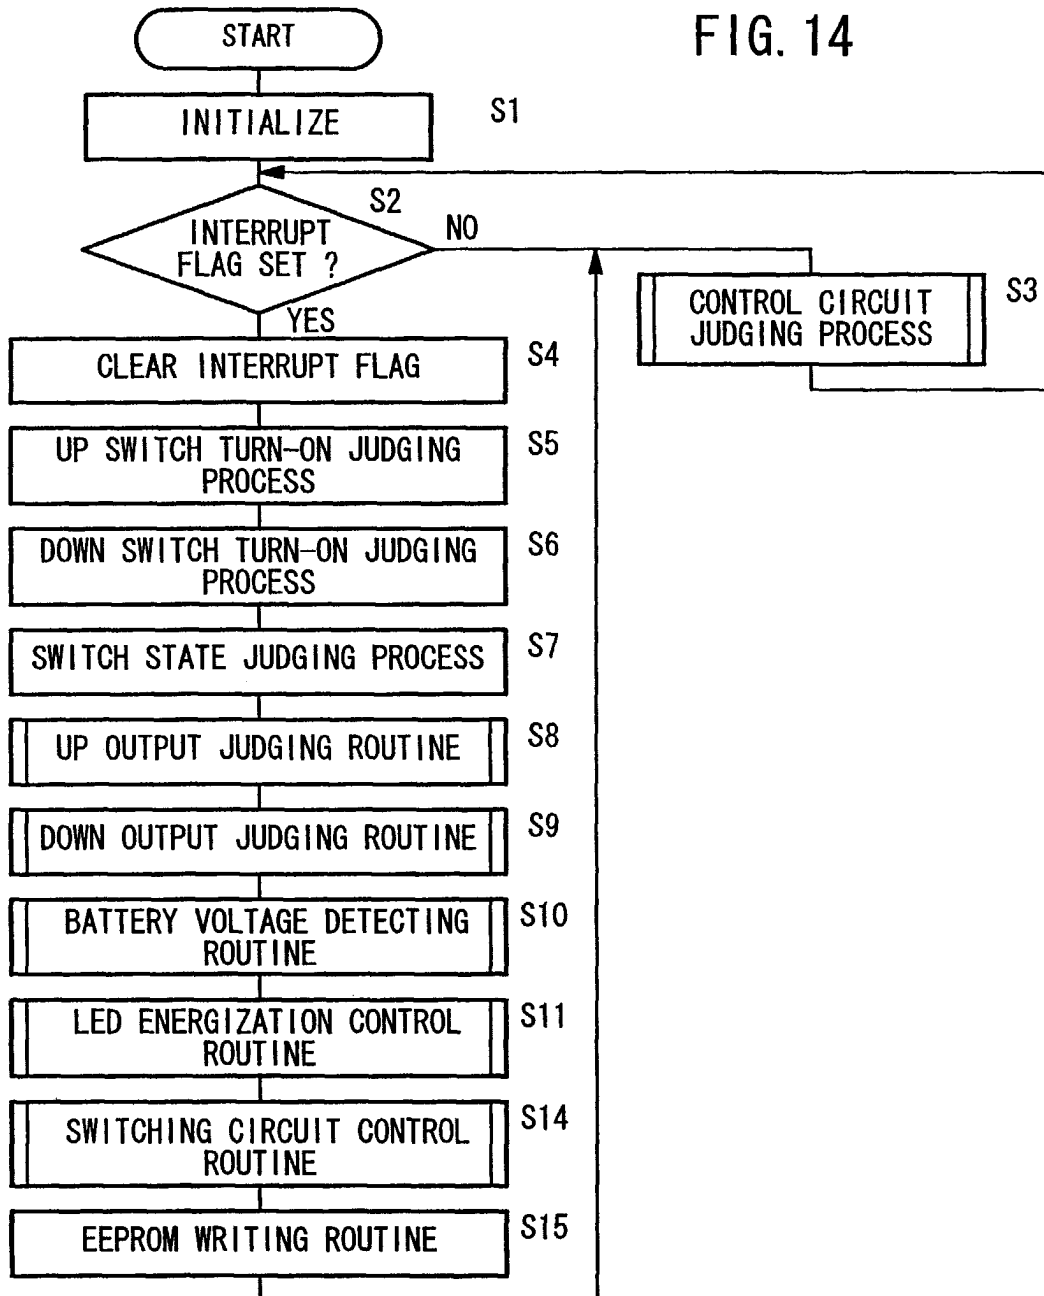 FIG. 14
START
INITIALIZE
S1
S2
INTERRUPT
FLAG SET ?
NO
YES
CONTROL CIRCUIT
JUDGING PROCESS
S3
CLEAR INTERRUPT FLAG
S4
UP SWITCH TURN-ON JUDGING
PROCESS
S5
DOWN SWITCH TURN-ON JUDGING
PROCESS
S6
SWITCH STATE JUDGING PROCESS
S7
UP OUTPUT JUDGING ROUTINE
S8
DOWN OUTPUT JUDGING ROUTINE
S9
BATTERY VOLTAGE DETECTING
ROUTINE
S10
LED ENERGIZATION CONTROL
ROUTINE
S11
SWITCHING CIRCUIT CONTROL
ROUTINE
S14
EEPROM WRITING ROUTINE
S15